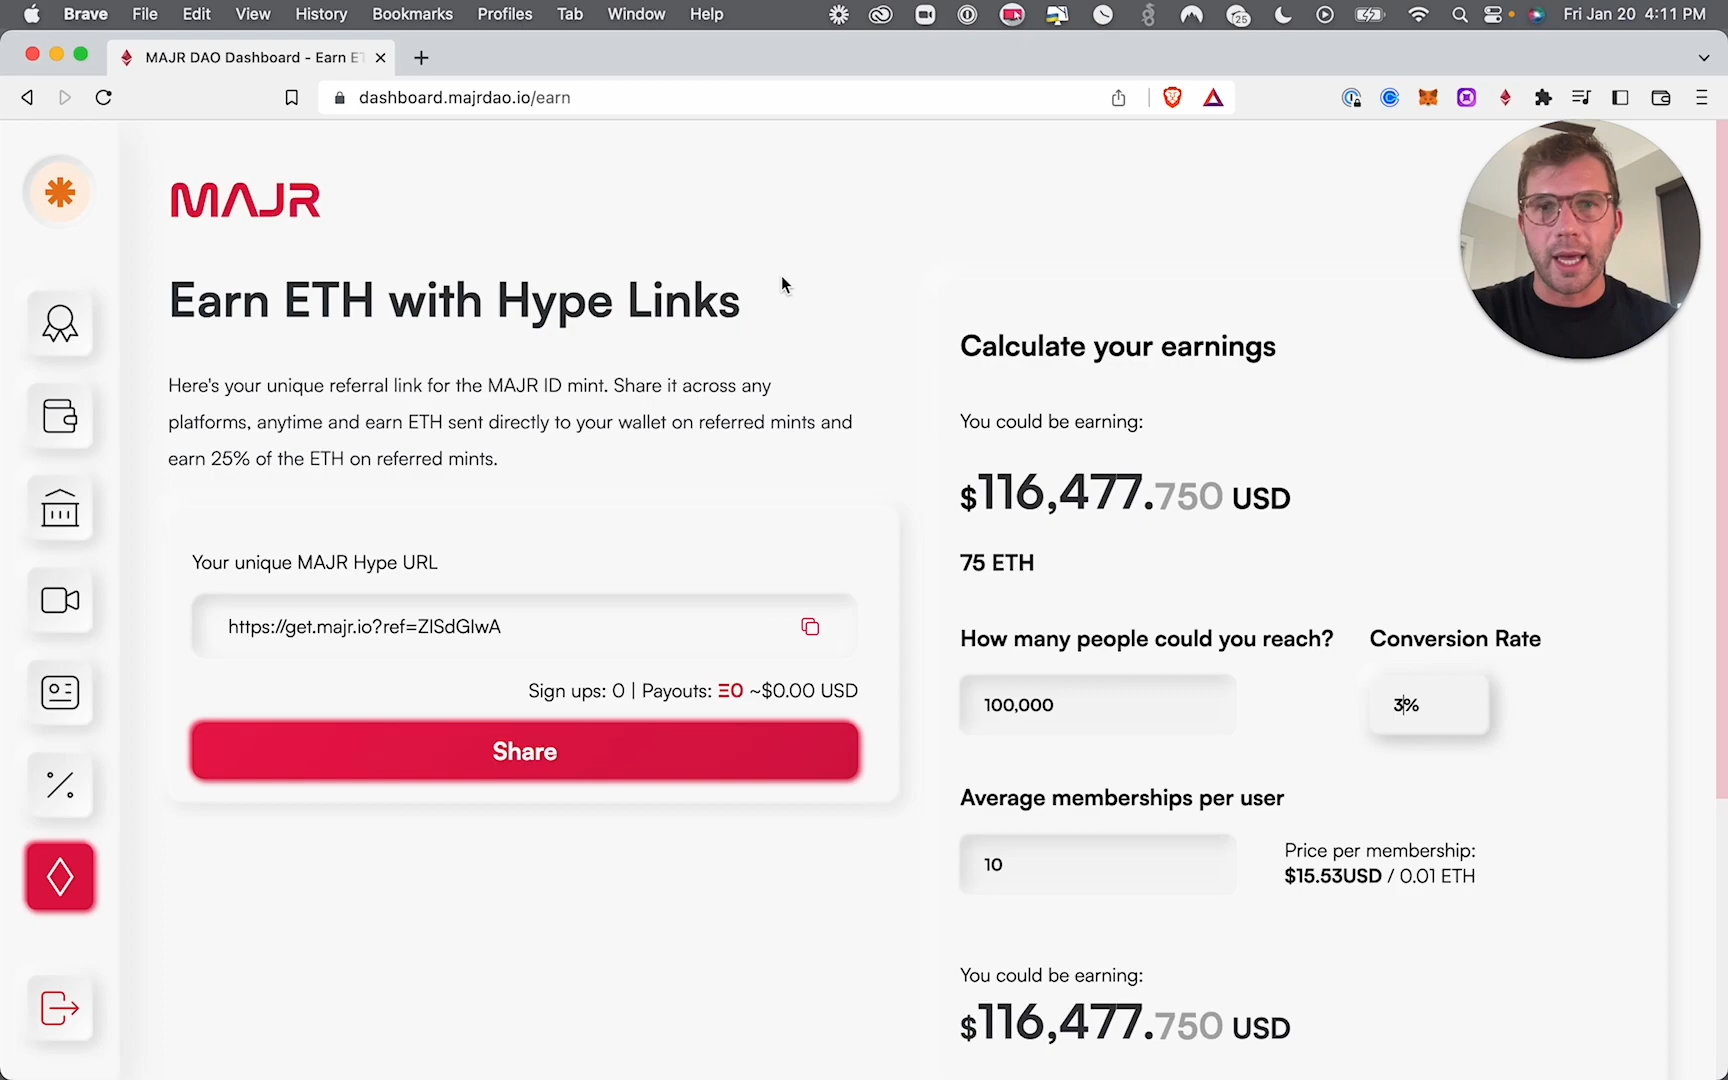 Brave File Edit View History Bookmarks Profiles Tab Window Help 25 Fri Jan 20 4:11 PM
MAJR DAO Dashboard - Earn ET
dashboard.majrdao.io/earn
MAJR
Earn ETH with Hype Links
Here's your unique referral link for the MAJR ID mint. Share it across any
platforms, anytime and earn ETH sent directly to your wallet on referred mints and
earn 25% of the ETH on referred mints.
Your unique MAJR Hype URL
https://get.majr.io?ref=ZlSdGlwA
Sign ups: 0 | Payouts: Ξ0 ~$0.00 USD
Share
Calculate your earnings
You could be earning:
$116,477.750 USD
75 ETH
How many people could you reach? Conversion Rate
100,000 3%
Average memberships per user
10
Price per membership:
$15.53USD / 0.01 ETH
You could be earning:
$116,477.750 USD